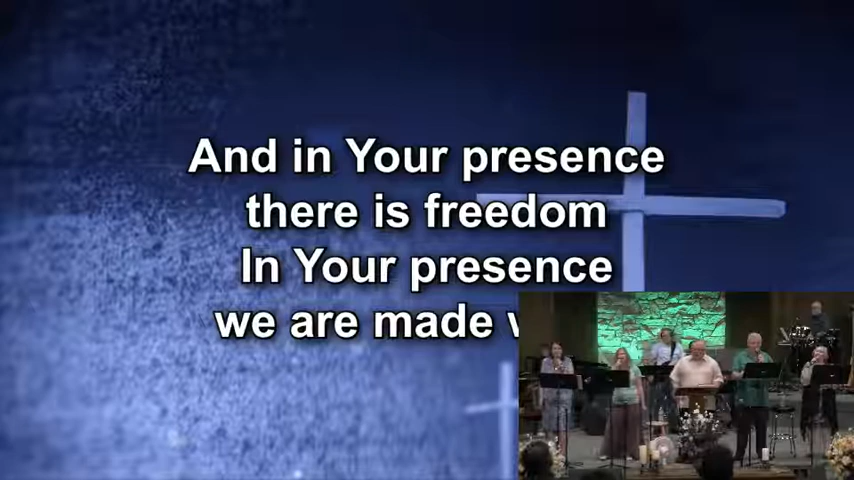 And in Your presence
there is freedom
In Your presence
we are made